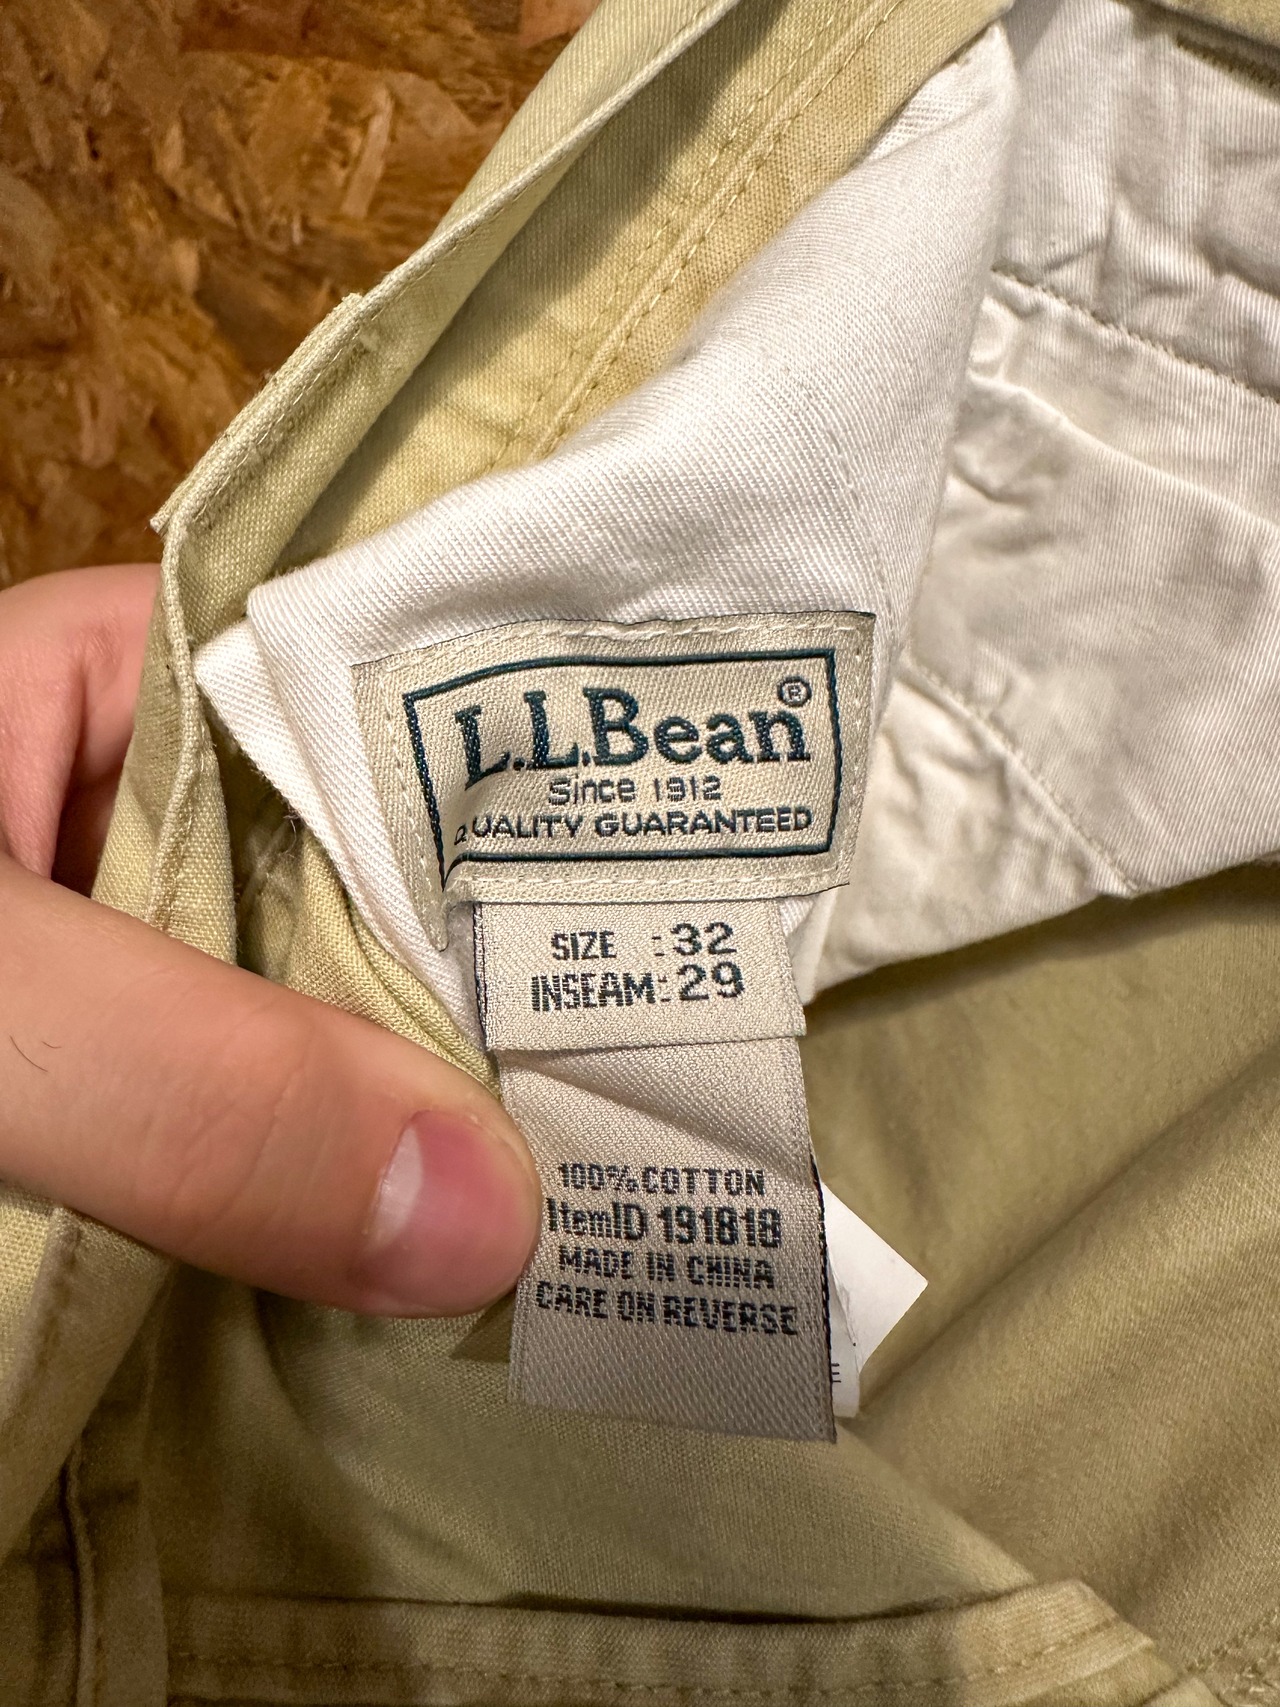 L.L.Bean®
Since 1912
QUALITY GUARANTEED
SIZE :32
INSEAM:29
100%COTTON
ItemID 191818
MADE IN CHINA
CARE ON REVERSE